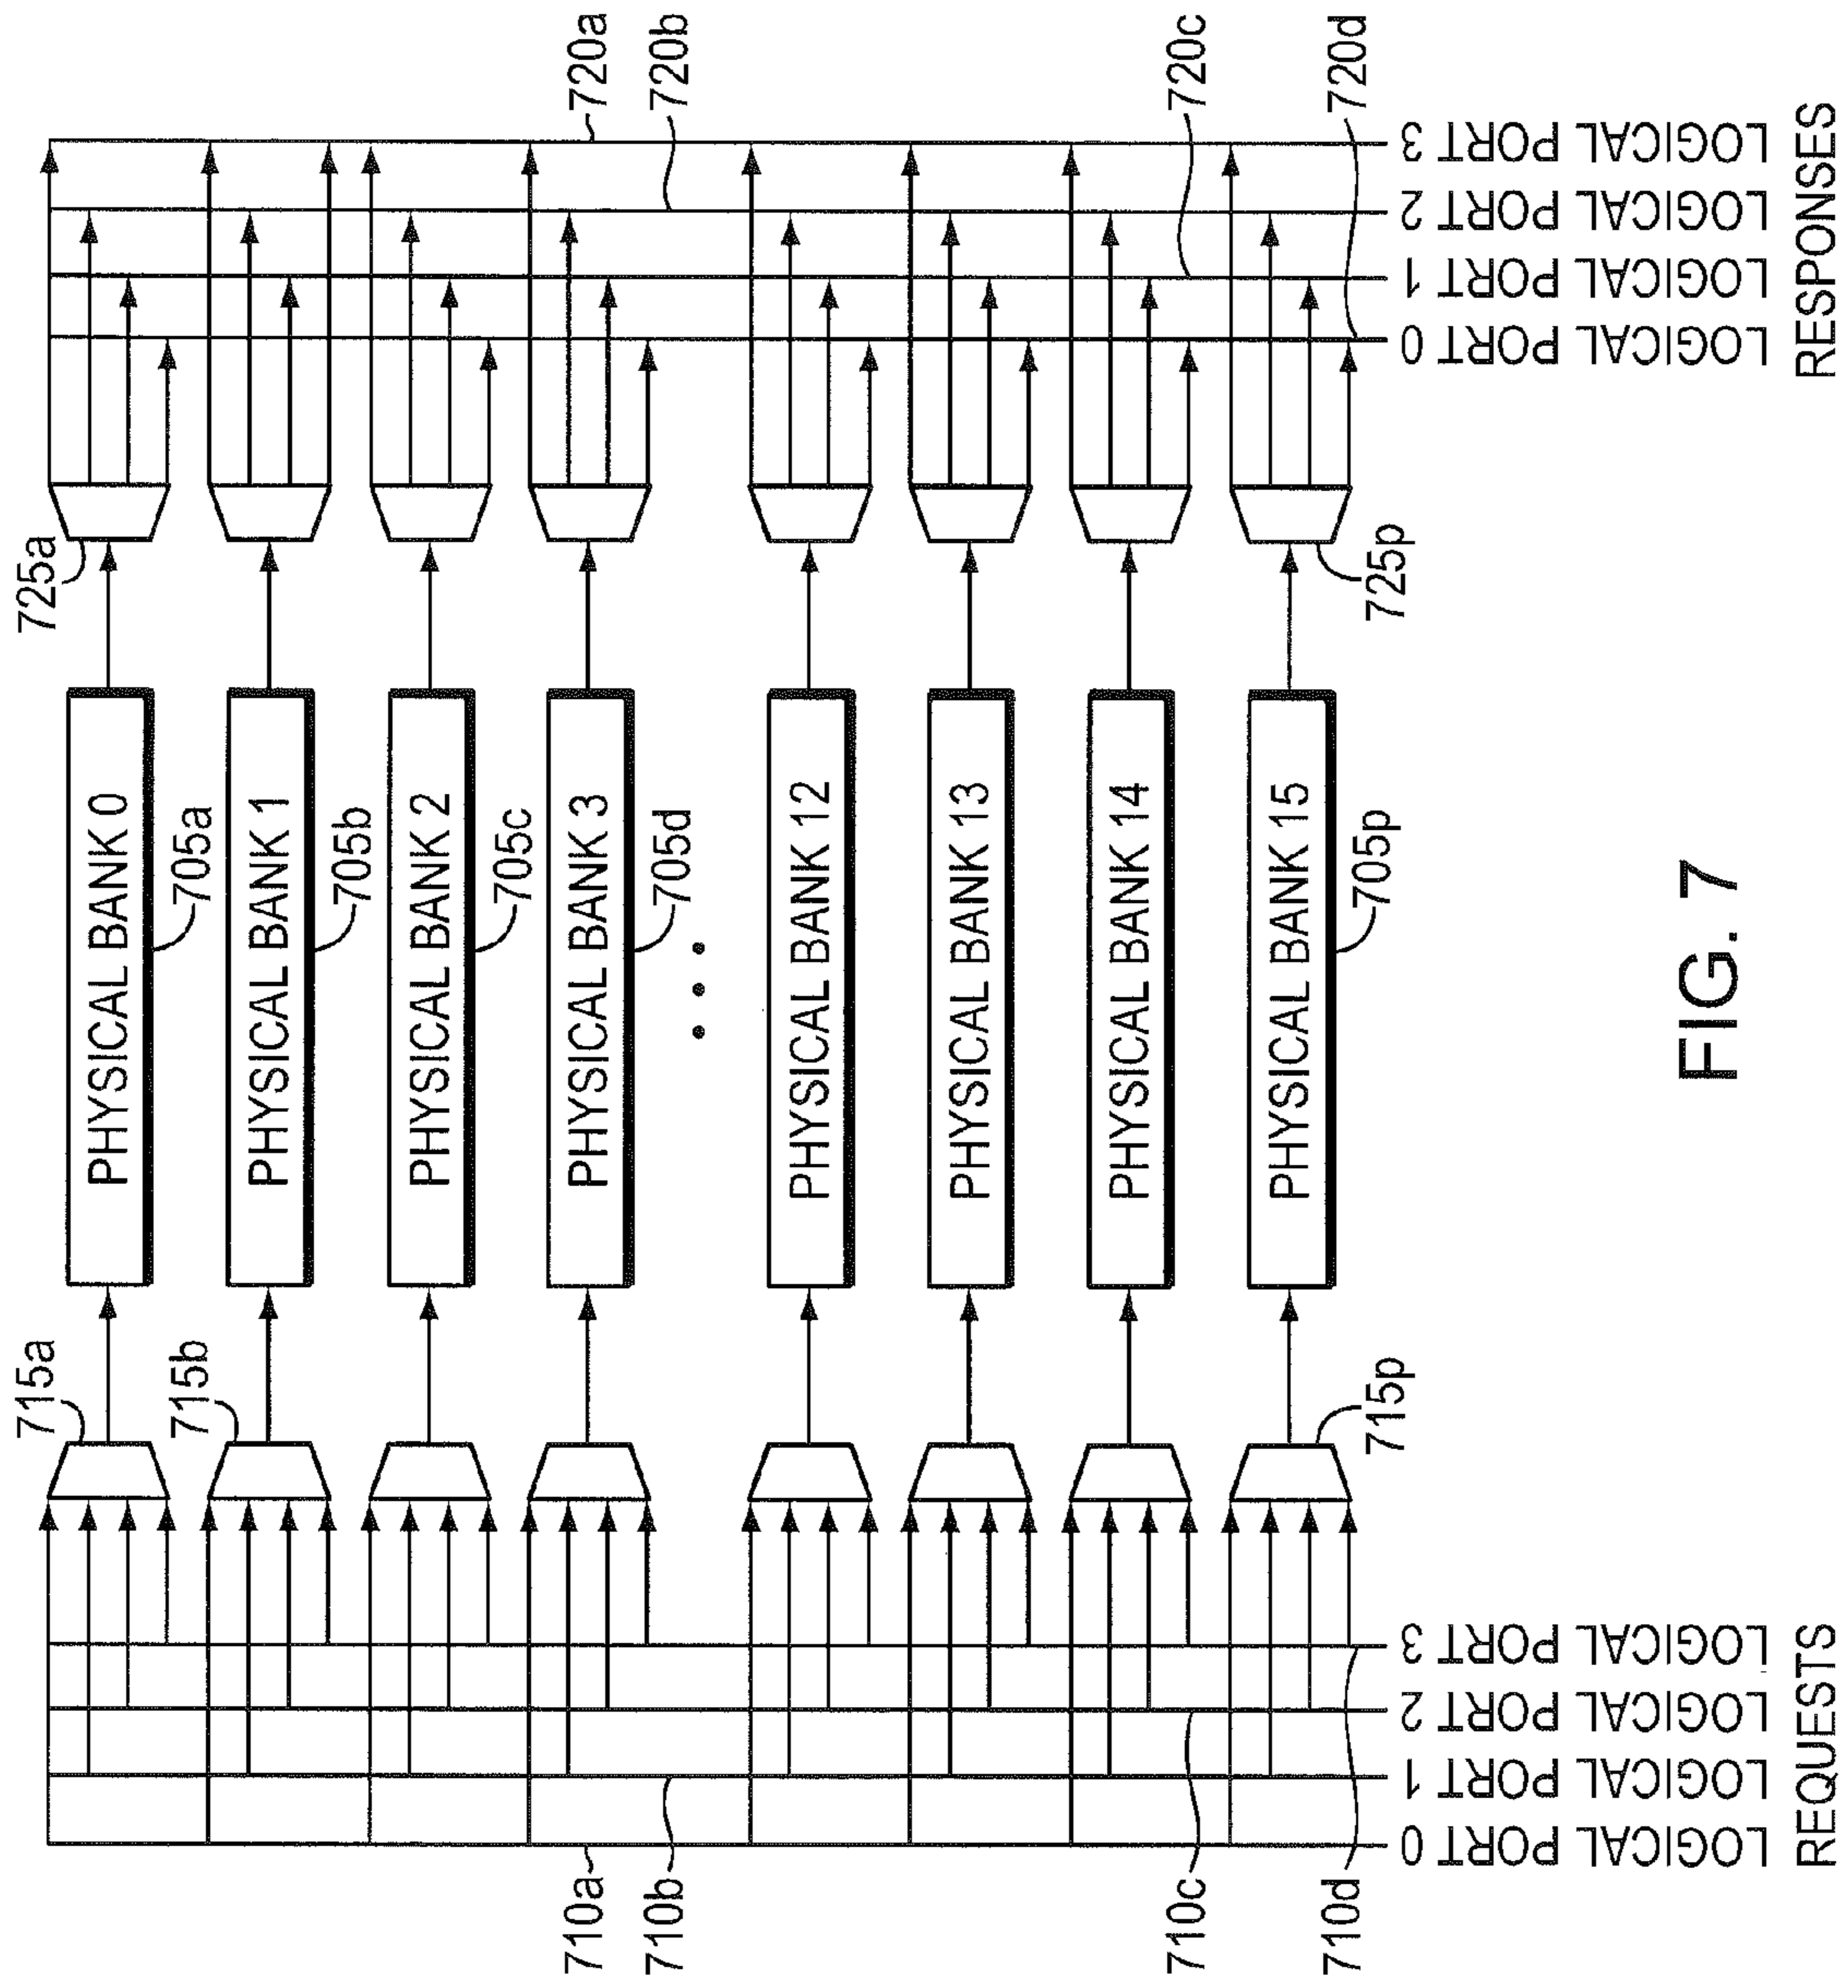 715a
715b
715p
PHYSICAL BANK 0
705a
PHYSICAL BANK 1
705b
PHYSICAL BANK 2
705c
PHYSICAL BANK 3
705d
PHYSICAL BANK 12
PHYSICAL BANK 13
PHYSICAL BANK 14
PHYSICAL BANK 15
705p
725a
725p
710a
710b
710c
710d
LOGICAL PORT 0
LOGICAL PORT 1
LOGICAL PORT 2
LOGICAL PORT 3
REQUESTS
720a
720b
720c
720d
LOGICAL PORT 0
LOGICAL PORT 1
LOGICAL PORT 2
LOGICAL PORT 3
RESPONSES
FIG. 7